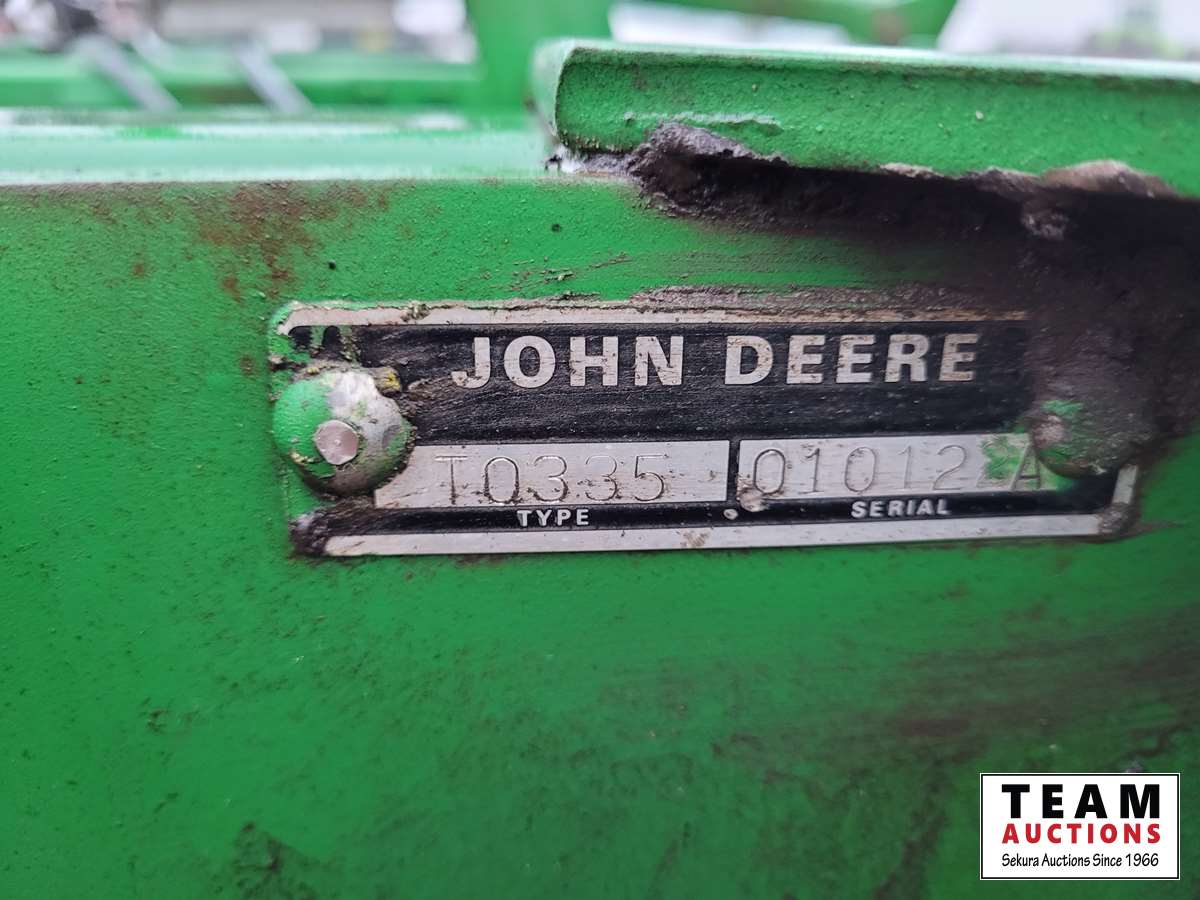 JOHN DEERE
T0335
TYPE
SERIAL
TEAM
AUCTIONS
Sekura Auctions Since 1966